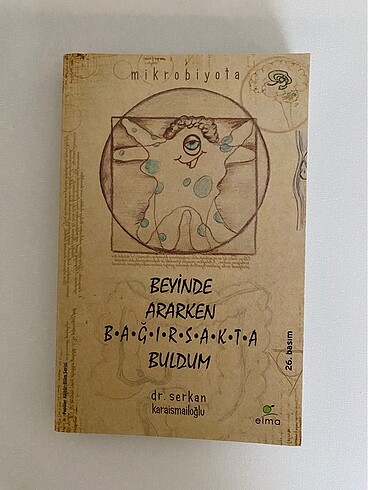 mikrobiyota
BEYİNDE
ARARKEN
B•A•Ğ•I•R•S•A•K•T•A
BULDUM
dr. serkan
karaismailoğlu
26. basım
elma